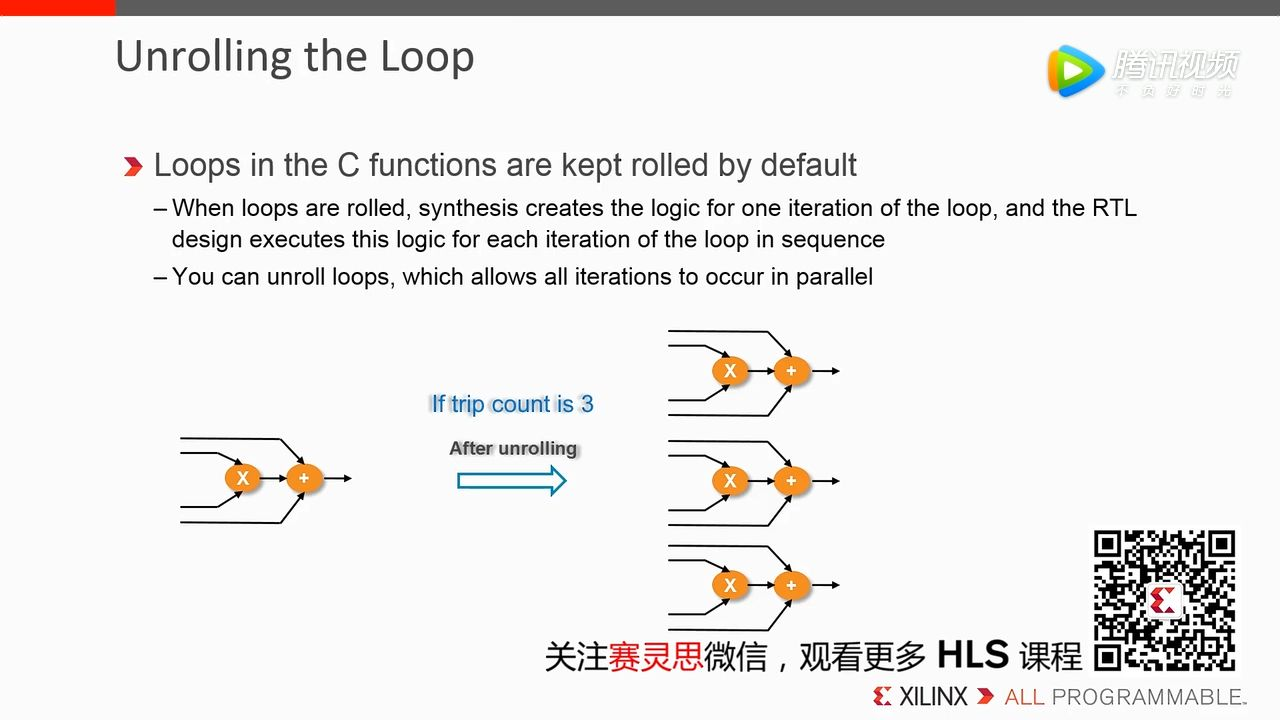 Unrolling the Loop
腾讯视频
不负好时光
Loops in the C functions are kept rolled by default
– When loops are rolled, synthesis creates the logic for one iteration of the loop, and the RTL
design executes this logic for each iteration of the loop in sequence
– You can unroll loops, which allows all iterations to occur in parallel
X +
If trip count is 3
After unrolling
X +
X +
X +
关注赛灵思微信，观看更多 HLS 课程
XILINX ALL PROGRAMMABLE™